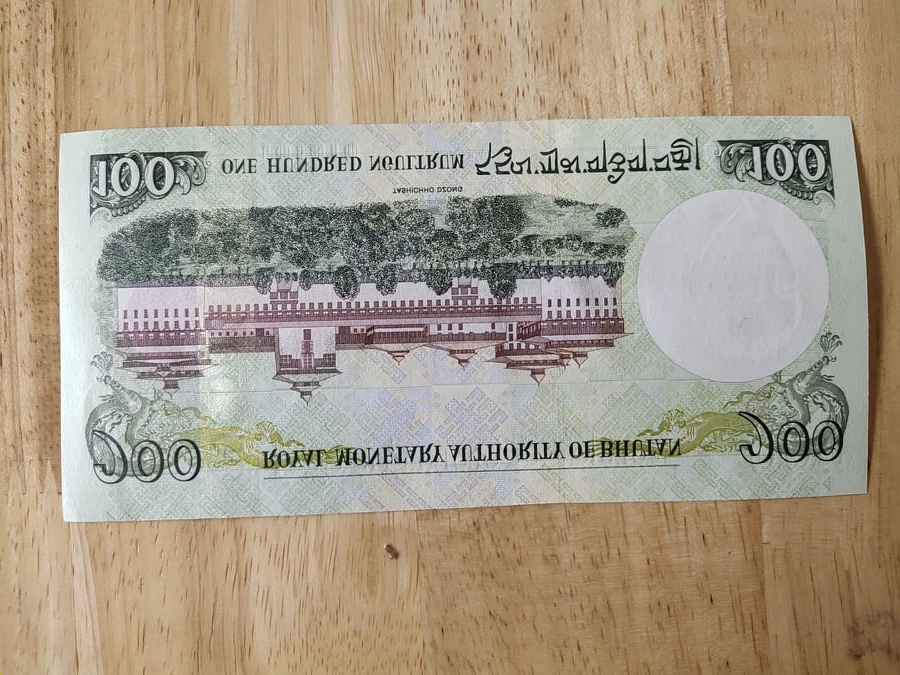 ༡༠༠ ROYAL MONETARY AUTHORITY OF BHUTAN ༡༠༠
TASHICHHO DZONG
100 ONE HUNDRED NGULTRUM 100